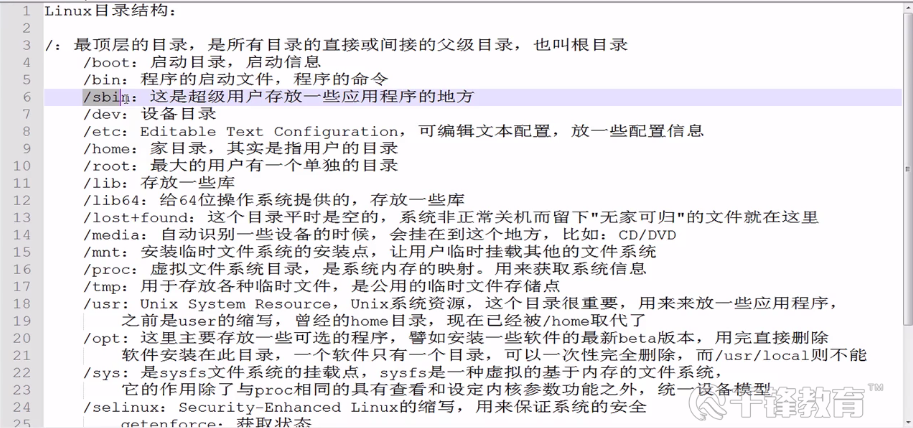 1 Linux目录结构：
2
3 /：最顶层的目录，是所有目录的直接或间接的父级目录，也叫根目录
4 /boot：启动目录，启动信息
5 /bin：程序的启动文件，程序的命令
6 /sbin：这是超级用户存放一些应用程序的地方
7 /dev：设备目录
8 /etc：Editable Text Configuration，可编辑文本配置，放一些配置信息
9 /home：家目录，其实是指用户的目录
10 /root：最大的用户有一个单独的目录
11 /lib：存放一些库
12 /lib64：给64位操作系统提供的，存放一些库
13 /lost+found：这个目录平时是空的，系统非正常关机而留下"无家可归"的文件就在这里
14 /media：自动识别一些设备的时候，会挂在到这个地方，比如：CD/DVD
15 /mnt：安装临时文件系统的安装点，让用户临时挂载其他的文件系统
16 /proc：虚拟文件系统目录，是系统内存的映射。用来获取系统信息
17 /tmp：用于存放各种临时文件，是公用的临时文件存储点
18 /usr：Unix System Resource，Unix系统资源，这个目录很重要，用来来放一些应用程序，
19 之前是user的缩写，曾经的home目录，现在已经被/home取代了
20 /opt：这里主要存放一些可选的程序，譬如安装一些软件的最新beta版本，用完直接删除
21 软件安装在此目录，一个软件只有一个目录，可以一次性完全删除，而/usr/local则不能
22 /sys：是sysfs文件系统的挂载点，sysfs是一种虚拟的基于内存的文件系统，
23 它的作用除了与proc相同的具有查看和设定内核参数功能之外，统一设备模型
24 /selinux：Security-Enhanced Linux的缩写，用来保证系统的安全
25 getenforce：获取状态
千锋教育™